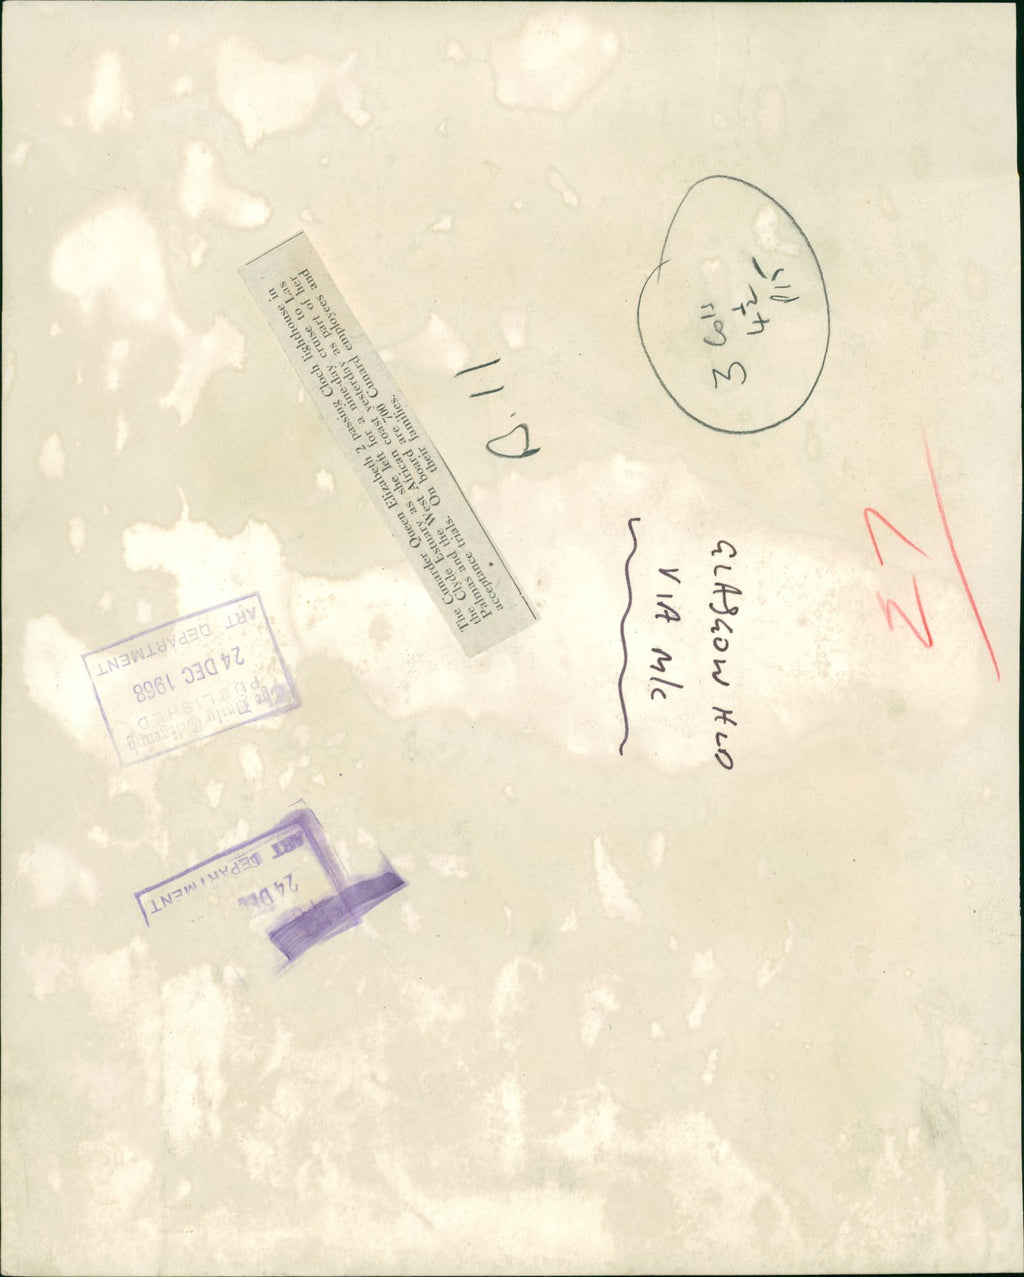 The Cunarder Queen Elizabeth 2 passing Cloch lighthouse in
the Clyde Estuary as she left for a nine-day cruise to Las
Palmas and the West African coast yesterday as part of her
acceptance trials. On board are 700 Cunard employees and
their families.
P. 11
3 cols
4½
GLASGOW HLD
VIA M/c
The Daily Telegraph
PUBLISHED
24 DEC 1968
ART DEPARTMENT
24 DE
ART DEPARTMENT